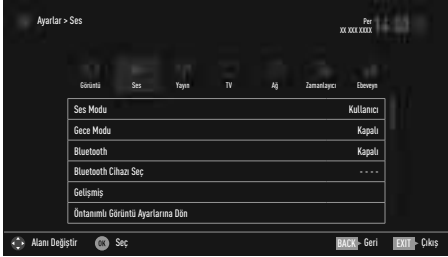 Ayarlar > Ses
Per
XX XXX XXXX
Görüntü Ses Yayın TV Ağ Zamanlayıcı Ebeveyn
Ses Modu Kullanıcı
Gece Modu Kapalı
Bluetooth Kapalı
Bluetooth Cihazı Seç - - - -
Gelişmiş
Öntanımlı Görüntü Ayarlarına Dön
Alanı Değiştir OK Seç BACK Geri EXIT Çıkış